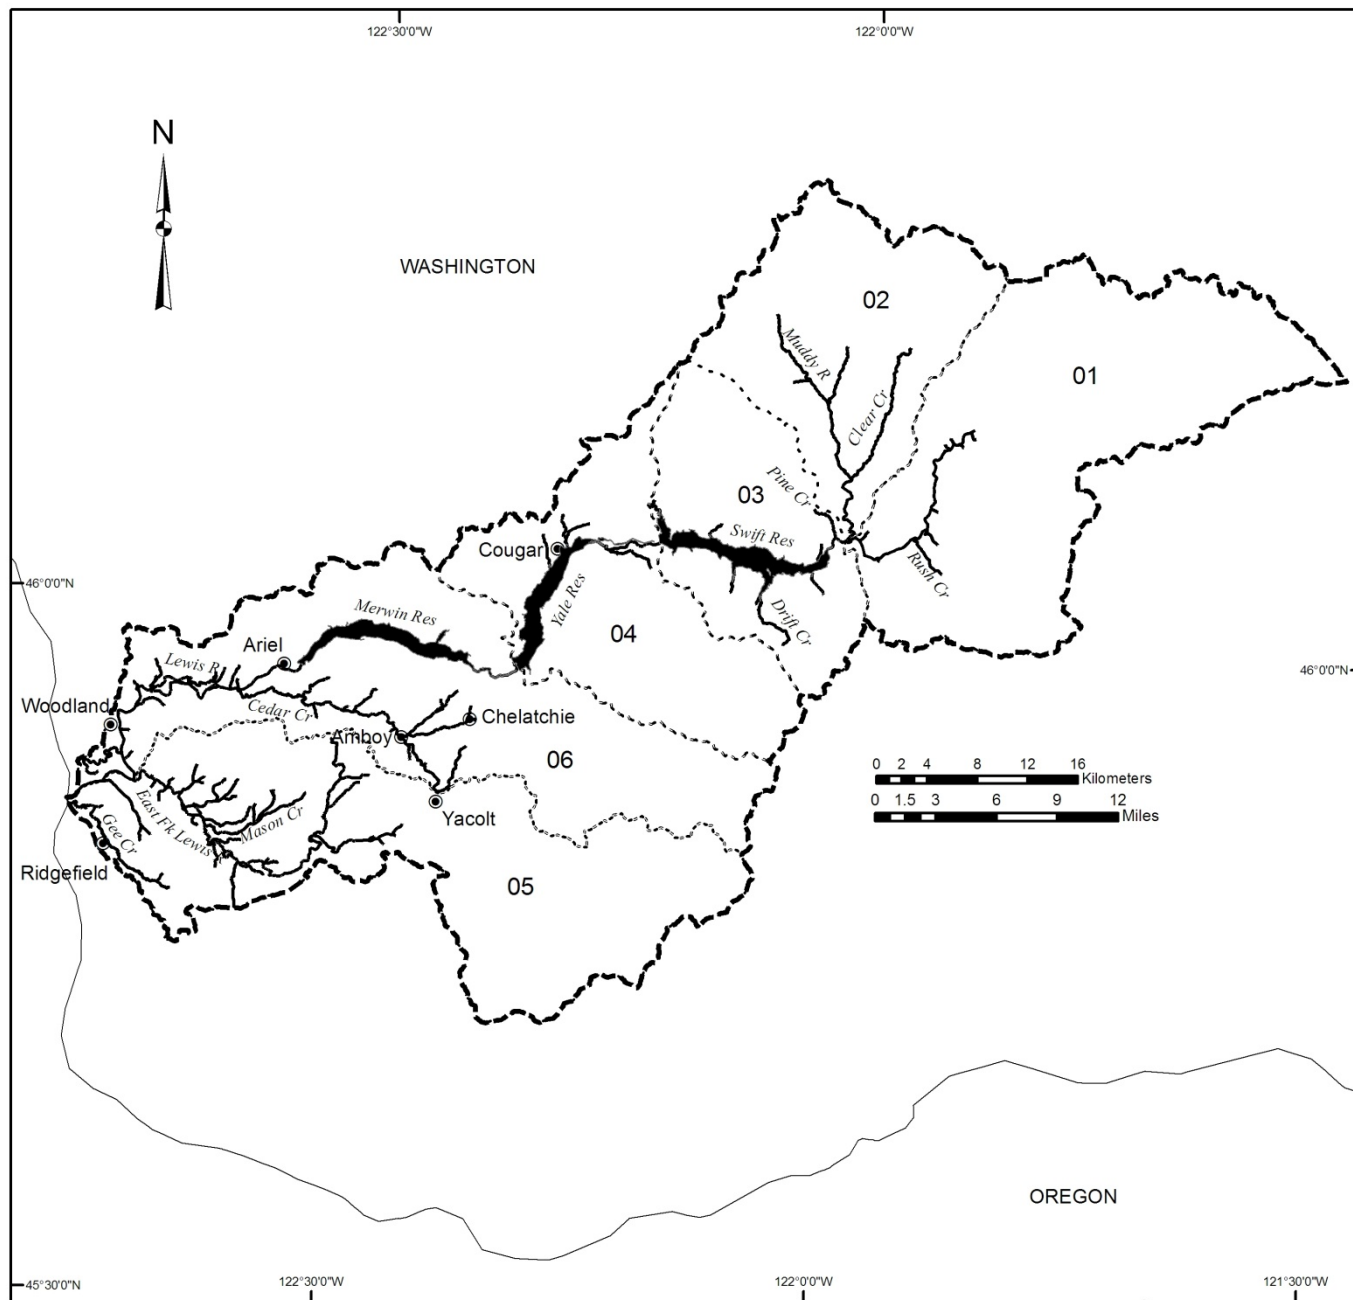 122°30'0"W
122°0'0"W
N
WASHINGTON
02
01
Muddy R
Clear Cr
Pine Cr
03
Swift Res
Cougar
Rush Cr
46°0'0"N
Yale Res
Drift Cr
Merwin Res
04
Ariel
Lewis R
46°0'0"N
Woodland
Cedar Cr
Chelatchie
Amboy
06
0 2 4 8 12 16
Kilometers
East Fk Lewis R
Yacolt
0 1.5 3 6 9 12
Miles
Gee Cr
Mason Cr
Ridgefield
05
OREGON
45°30'0"N
122°30'0"W
122°0'0"W
121°30'0"W